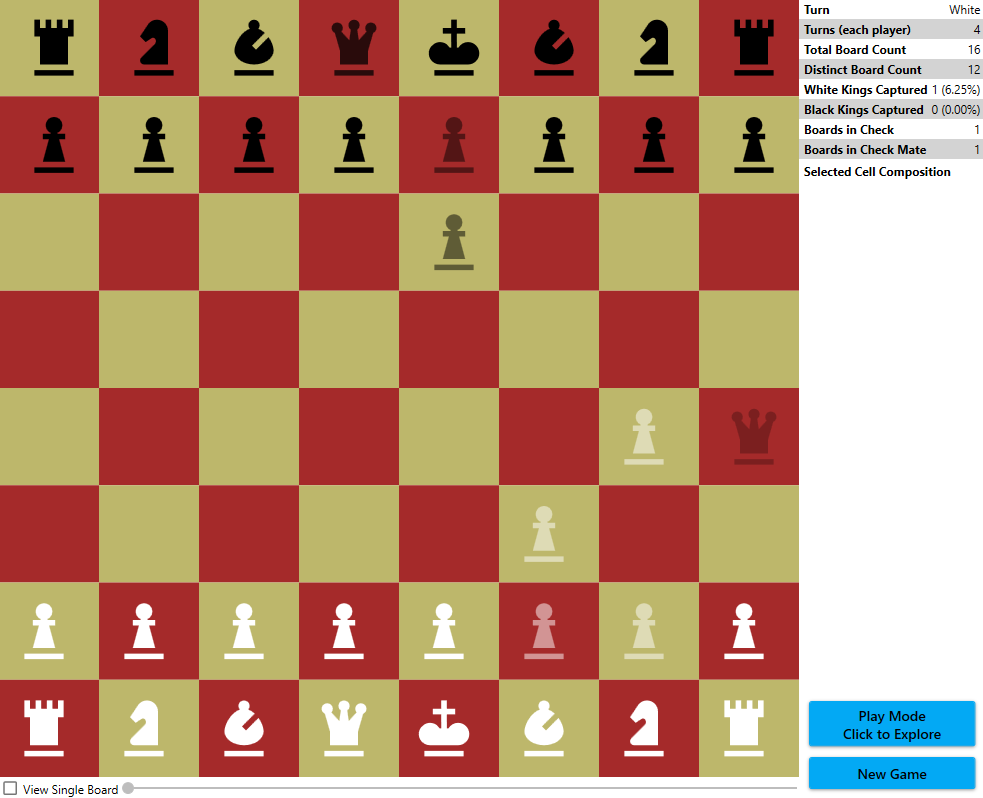 Turn White
Turns (each player) 4
Total Board Count 16
Distinct Board Count 12
White Kings Captured 1 (6.25%)
Black Kings Captured 0 (0.00%)
Boards in Check 1
Boards in Check Mate 1
Selected Cell Composition
Play Mode
Click to Explore
New Game
View Single Board